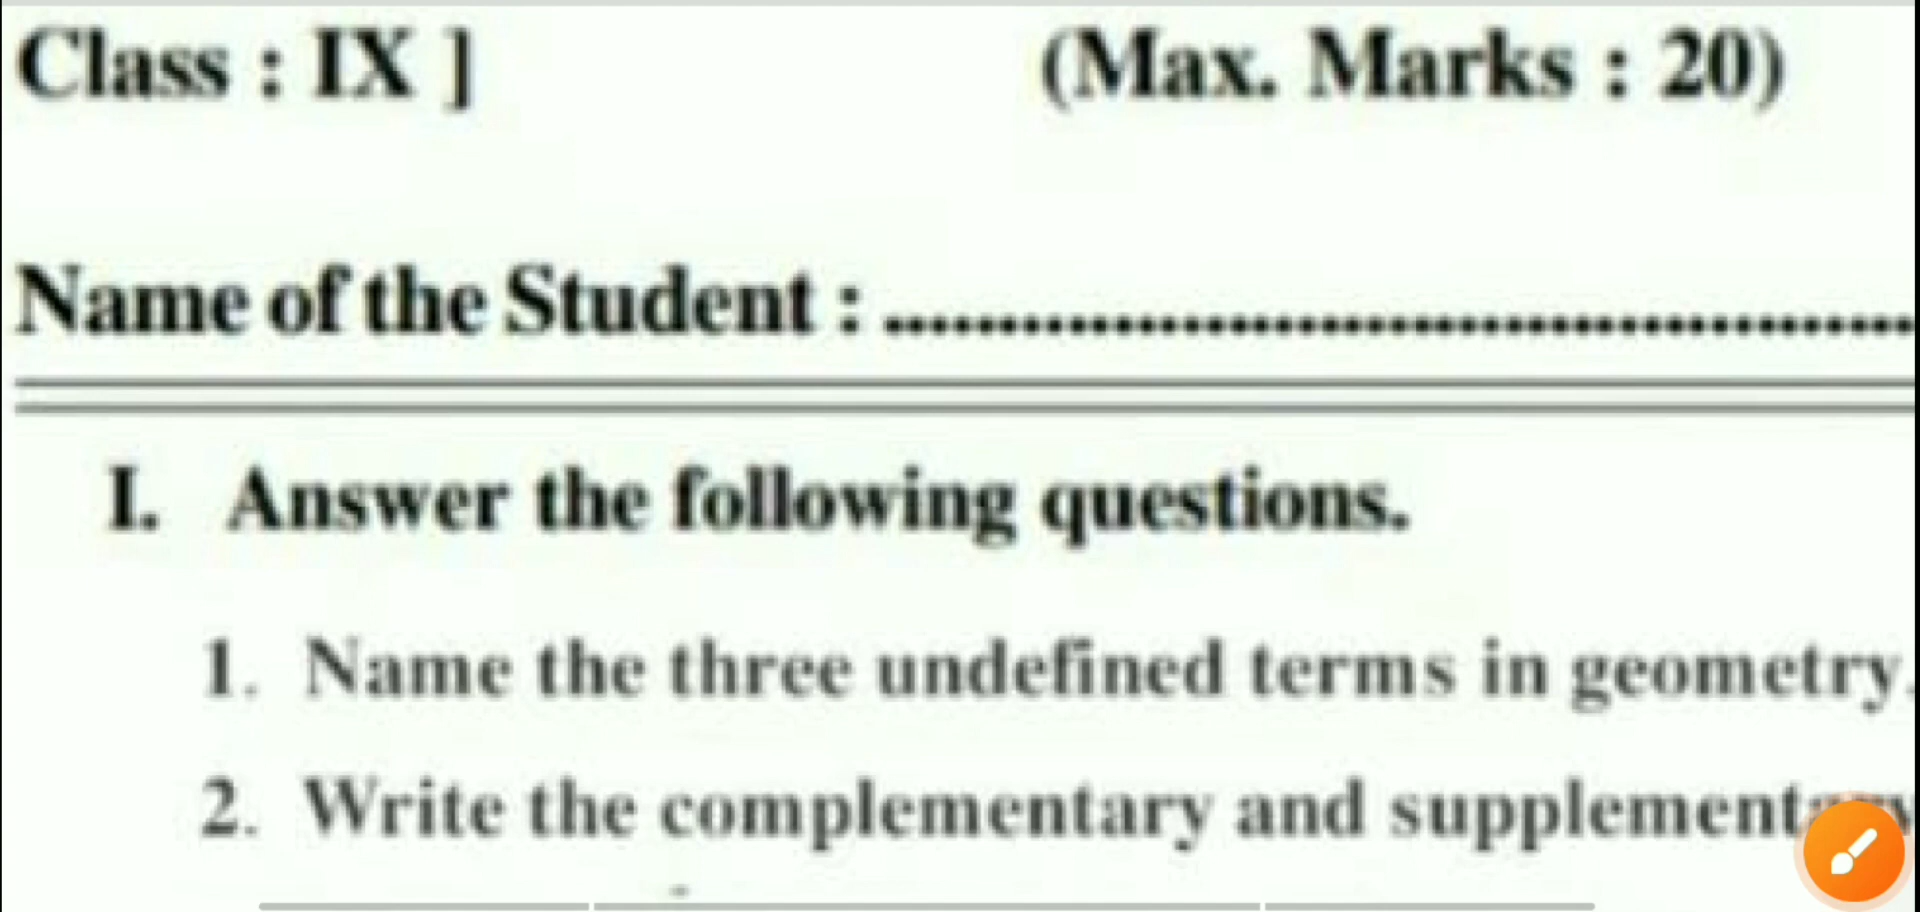 Class : IX ]
(Max. Marks : 20)
Name of the Student : ..........................................
I. Answer the following questions.
1. Name the three undefined terms in geometry.
2. Write the complementary and supplementary